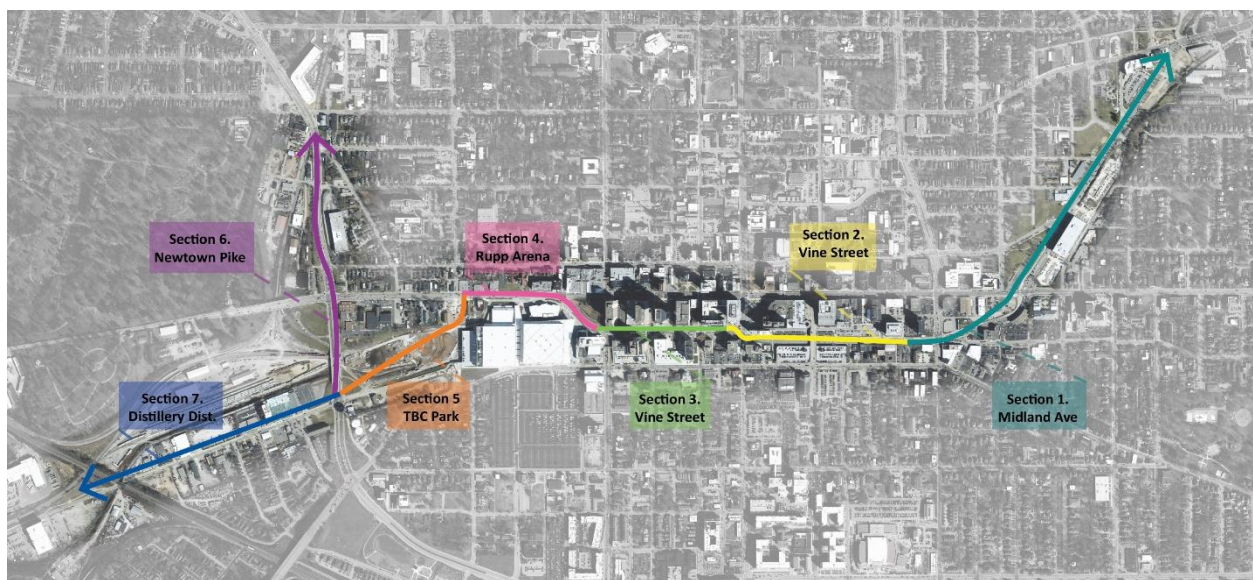 Section 6.
Newtown Pike
Section 4.
Rupp Arena
Section 2.
Vine Street
Section 7.
Distillery Dist.
Section 5
TBC Park
Section 3.
Vine Street
Section 1.
Midland Ave